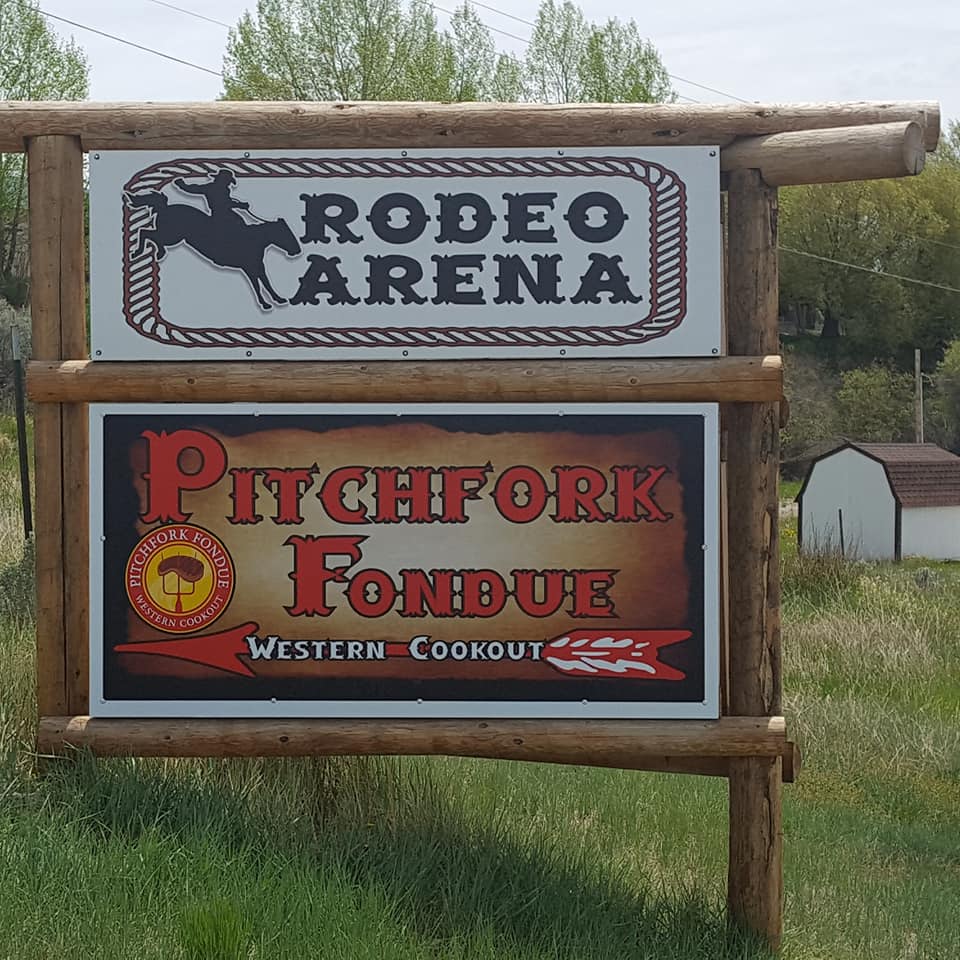 RODEO
ARENA
PITCHFORK
FONDUE
PITCHFORK FONDUE
WESTERN COOKOUT
WESTERN COOKOUT